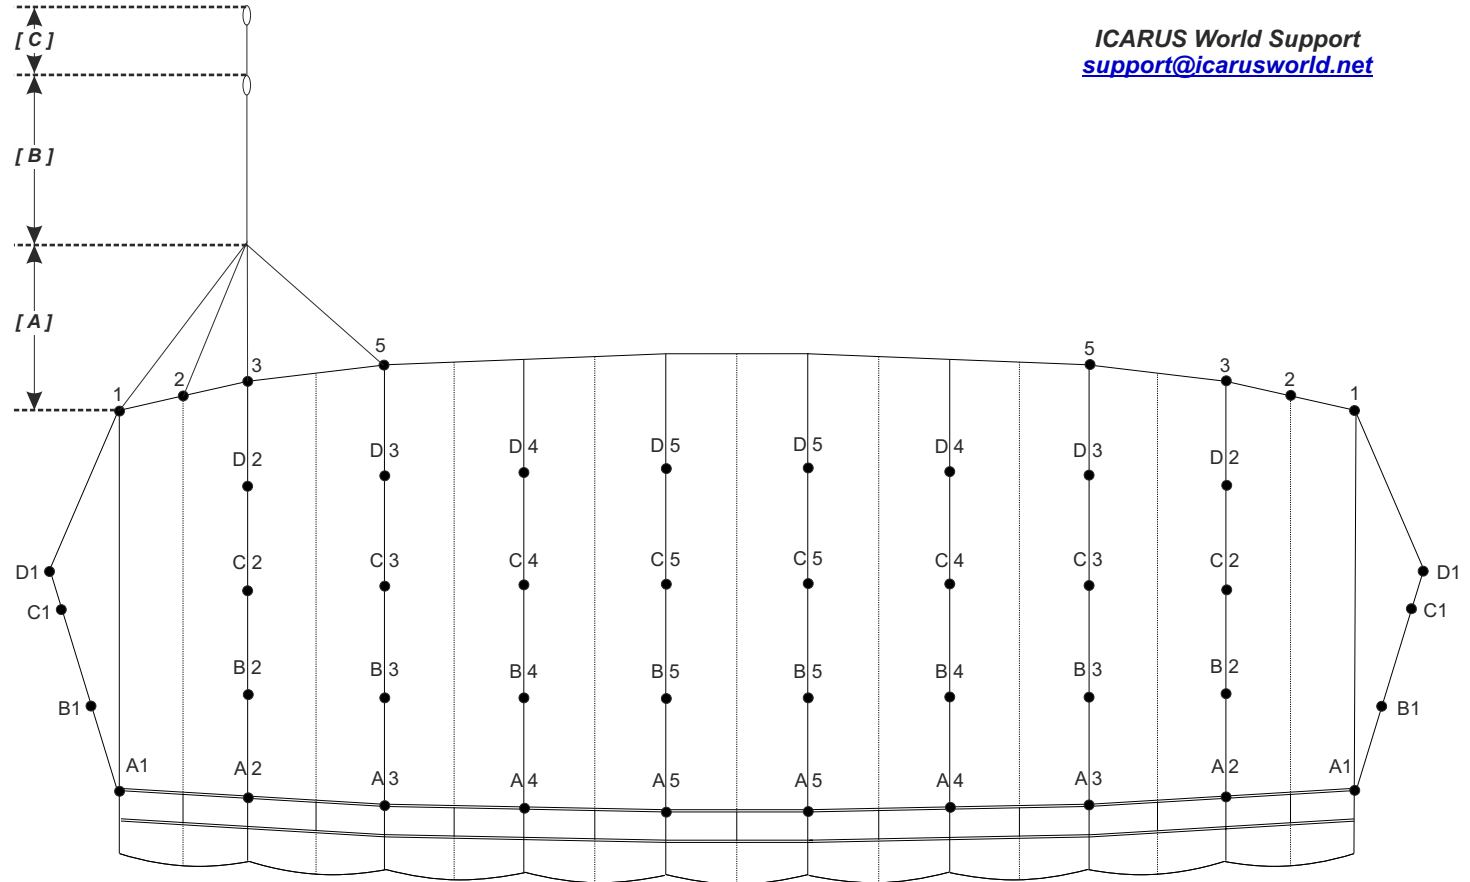 [ C ]
ICARUS World Support
support@icarusworld.net
[ B ]
[ A ]
5 5
3 3
2 2
1 1
D 2 D 3 D 4 D 5 D 5 D 4 D 3 D 2
D1 D1
C 2 C 3 C 4 C 5 C 5 C 4 C 3 C 2
C1 C1
B 2 B 3 B 4 B 5 B 5 B 4 B 3 B 2
B1 B1
A1 A 2 A 3 A 4 A 5 A 5 A 4 A 3 A 2 A1